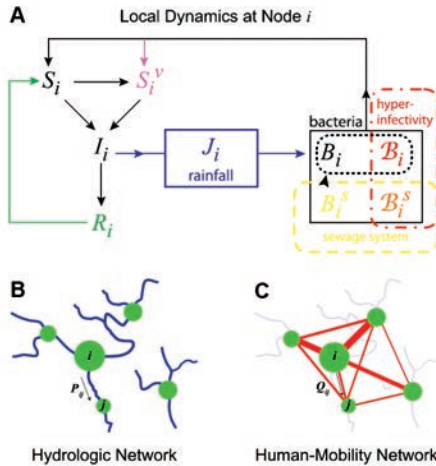 Local Dynamics at Node i
A
S_i
S_i^v
hyper-
infectivity
bacteria
I_i
J_i
rainfall
B_i
ℬ_i
R_i
B_i^s
ℬ_i^s
sewage system
B
C
i
i
P_ij
j
Q_ij
j
Hydrologic Network
Human-Mobility Network